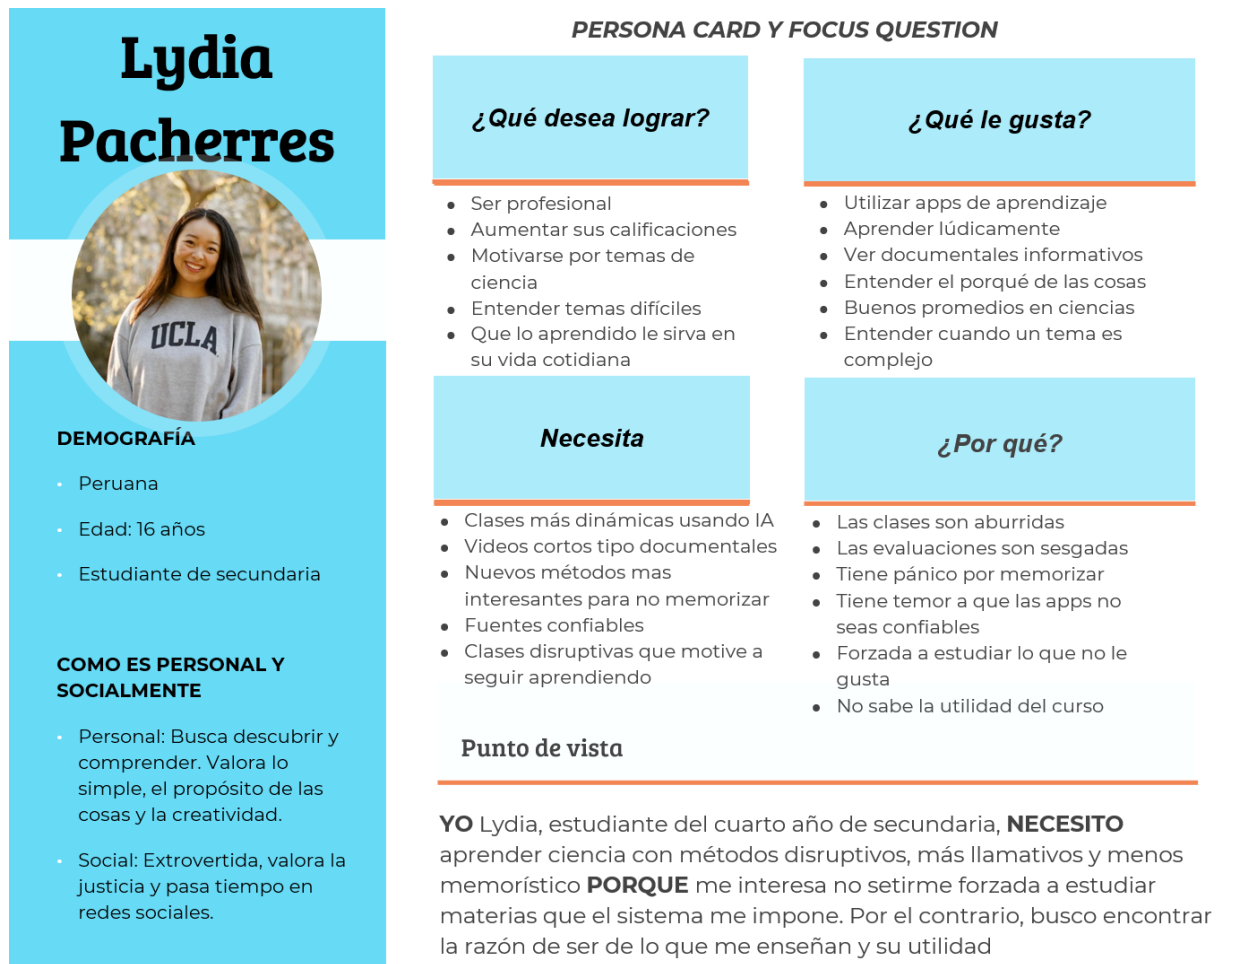 Lydia
Pacherres
UCLA
DEMOGRAFÍA
Peruana
Edad: 16 años
Estudiante de secundaria
COMO ES PERSONAL Y
SOCIALMENTE
Personal: Busca descubrir y
comprender. Valora lo
simple, el propósito de las
cosas y la creatividad.
Social: Extrovertida, valora la
justicia y pasa tiempo en
redes sociales.
PERSONA CARD Y FOCUS QUESTION
¿Qué desea lograr?
● Ser profesional
● Aumentar sus calificaciones
● Motivarse por temas de
ciencia
● Entender temas difíciles
● Que lo aprendido le sirva en
su vida cotidiana
¿Qué le gusta?
● Utilizar apps de aprendizaje
● Aprender lúdicamente
● Ver documentales informativos
● Entender el porqué de las cosas
● Buenos promedios en ciencias
● Entender cuando un tema es
complejo
Necesita
● Clases más dinámicas usando IA
● Videos cortos tipo documentales
● Nuevos métodos mas
interesantes para no memorizar
● Fuentes confiables
● Clases disruptivas que motive a
seguir aprendiendo
¿Por qué?
● Las clases son aburridas
● Las evaluaciones son sesgadas
● Tiene pánico por memorizar
● Tiene temor a que las apps no
seas confiables
● Forzada a estudiar lo que no le
gusta
● No sabe la utilidad del curso
Punto de vista
YO Lydia, estudiante del cuarto año de secundaria, NECESITO
aprender ciencia con métodos disruptivos, más llamativos y menos
memorístico PORQUE me interesa no setirme forzada a estudiar
materias que el sistema me impone. Por el contrario, busco encontrar
la razón de ser de lo que me enseñan y su utilidad